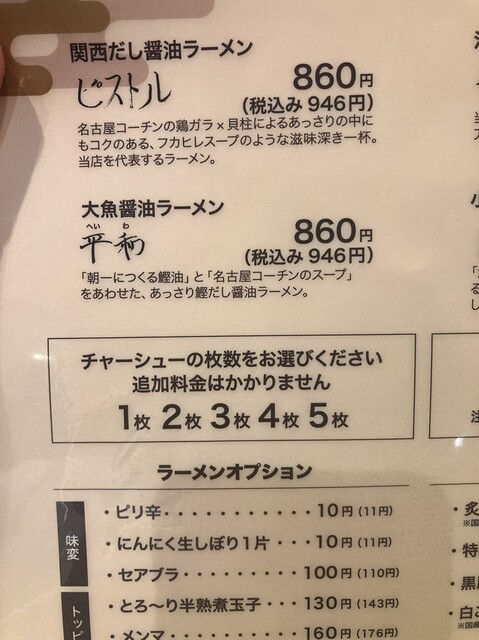 関西だし醤油ラーメン
ピストル
860円
(税込み 946円)
名古屋コーチンの鶏ガラ×貝柱によるあっさりの中に
もコクのある、フカヒレスープのような滋味深き一杯。
当店を代表するラーメン。
大魚醤油ラーメン
へい わ
平和
860円
(税込み 946円)
「朝一につくる鰹油」と「名古屋コーチンのスープ」
をあわせた、あっさり鰹だし醤油ラーメン。
チャーシューの枚数をお選びください
追加料金はかかりません
1枚 2枚 3枚 4枚 5枚
ラーメンオプション
味変
・ピリ辛・・・・・・・・・・・10円(11円)
・にんにく生しぼり1片・・・10円(11円)
・セアブラ・・・・・・・・・100円(110円)
トッピ
・とろ〜り半熟煮玉子・・・130円(143円)
・メンマ・・・・・・・・・・160円(176円)
・炙
※国
・特
・黒
・白ご
※国産